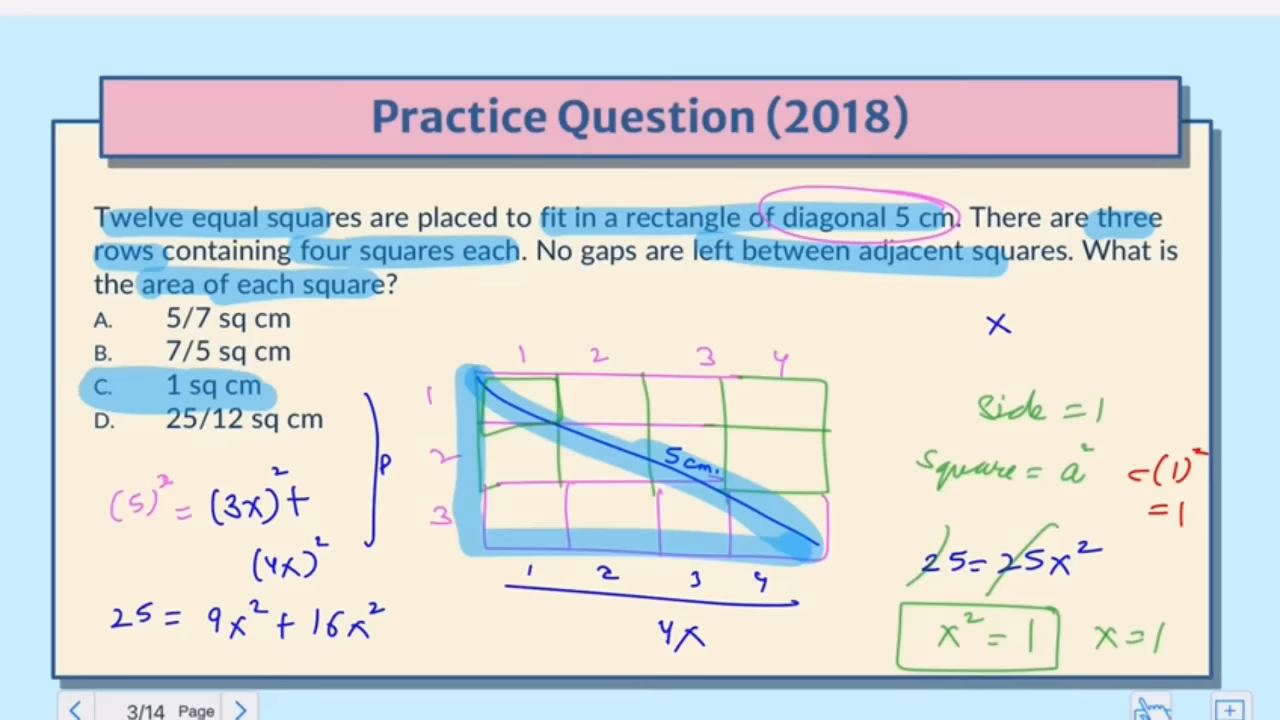 Practice Question (2018)
Twelve equal squares are placed to fit in a rectangle of diagonal 5 cm. There are three
rows containing four squares each. No gaps are left between adjacent squares. What is
the area of each square?
A. 5/7 sq cm
B. 7/5 sq cm
C. 1 sq cm
D. 25/12 sq cm
x
1 2 3 4
1
2
3
5cm.
P
1 2 3 4
4x
(5)² = (3x)² +
(4x)²
25 = 9x² + 16x²
Side = 1
Square = a² = (1)²
= 1
25 = 25x²
x² = 1 x = 1
3/14 Page